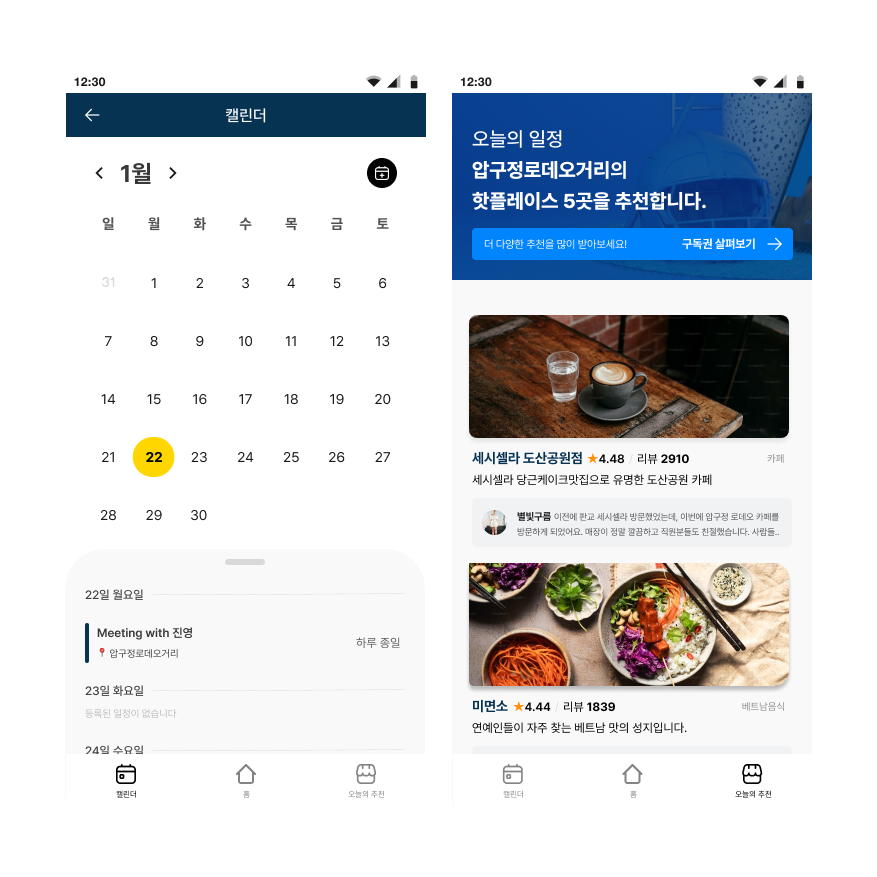 12:30
캘린더
1월
일 월 화 수 목 금 토
31 1 2 3 4 5 6
7 8 9 10 11 12 13
14 15 16 17 18 19 20
21 22 23 24 25 26 27
28 29 30
22일 월요일
Meeting with 진영
압구정로데오거리
하루 종일
23일 화요일
등록된 일정이 없습니다
24일 수요일
캘린더 홈 오늘의 추천
12:30
오늘의 일정
압구정로데오거리의
핫플레이스 5곳을 추천합니다.
더 다양한 추천을 많이 받아보세요! 구독권 살펴보기
세시셀라 도산공원점 ★4.48 / 리뷰 2910 카페
세시셀라 당근케이크맛집으로 유명한 도산공원 카페
별빛구름 이전에 판교 세시셀라 방문했었는데, 이번에 압구정 로데오 카페를
방문하게 되었어요. 매장이 정말 깔끔하고 직원분들도 친절했습니다. 사람들..
미면소 ★4.44 / 리뷰 1839 베트남음식
연예인들이 자주 찾는 베트남 맛의 성지입니다.
캘린더 홈 오늘의 추천